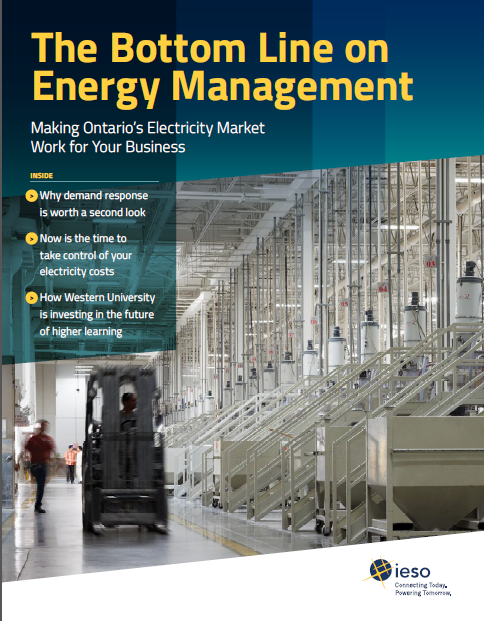 The Bottom Line on
Energy Management
Making Ontario's Electricity Market
Work for Your Business
INSIDE
> Why demand response
is worth a second look
> Now is the time to
take control of your
electricity costs
> How Western University
is investing in the future
of higher learning
ieso
Connecting Today.
Powering Tomorrow.